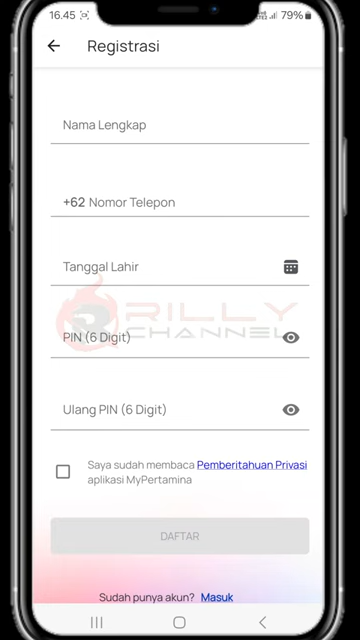 16.45
79%
Registrasi
Nama Lengkap
+62 Nomor Telepon
Tanggal Lahir
RILLY
CHANNEL
PIN (6 Digit)
Ulang PIN (6 Digit)
Saya sudah membaca Pemberitahuan Privasi
aplikasi MyPertamina
DAFTAR
Sudah punya akun? Masuk